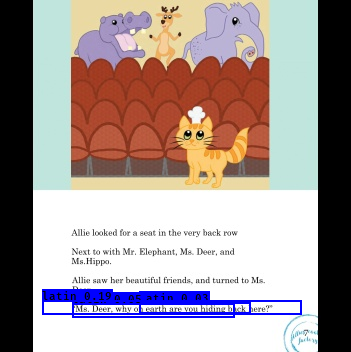 Allie looked for a seat in the very back row
Next to with Mr. Elephant, Ms. Deer, and
Ms.Hippo.
Allie saw her beautiful friends, and turned to Ms.
"Ms. Deer, why on earth are you hiding back here?"